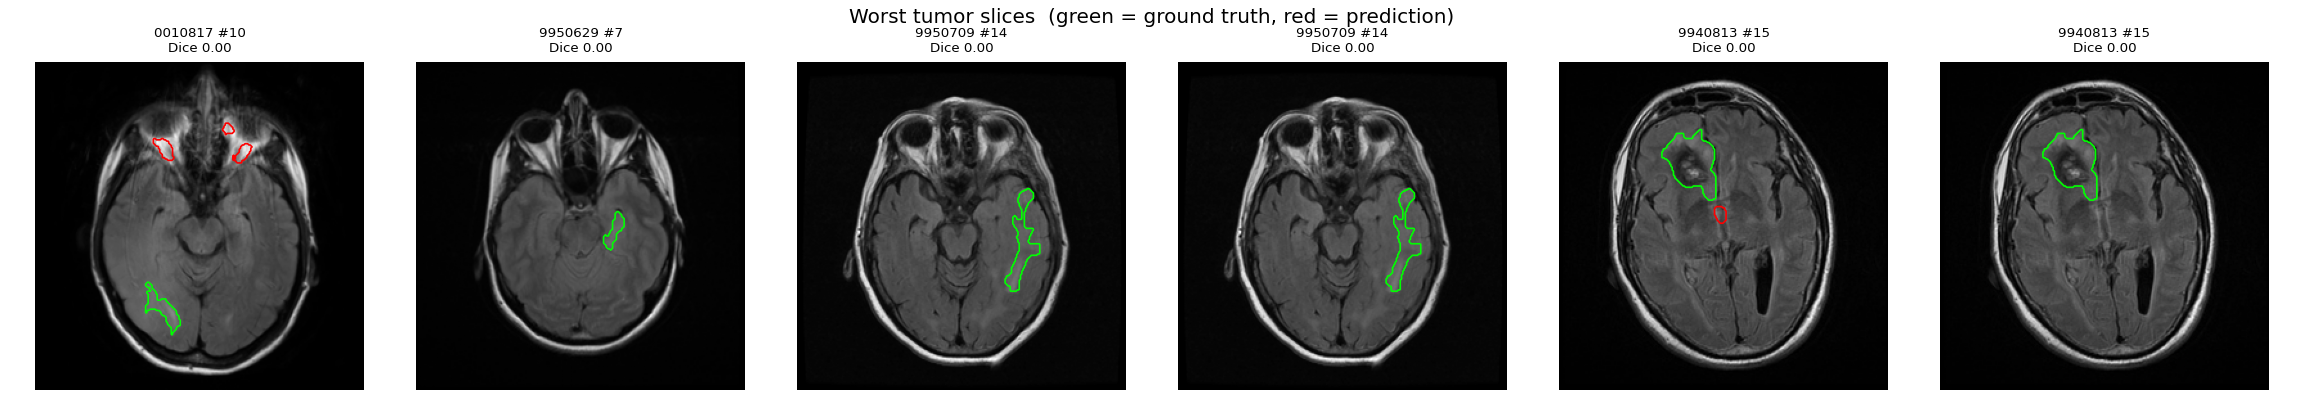 Worst tumor slices  (green = ground truth, red = prediction)
0010817 #10
Dice 0.00
9950629 #7
Dice 0.00
9950709 #14
Dice 0.00
9950709 #14
Dice 0.00
9940813 #15
Dice 0.00
9940813 #15
Dice 0.00